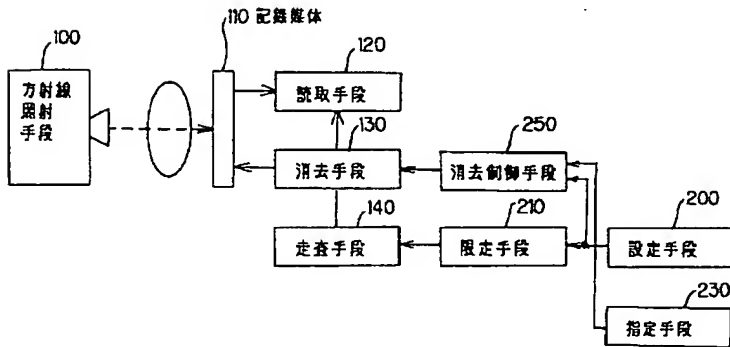 100
方射線
照射
手段
110 記録媒体
120
読取手段
130
消去手段
140
走査手段
250
消去制御手段
210
限定手段
200
設定手段
230
指定手段